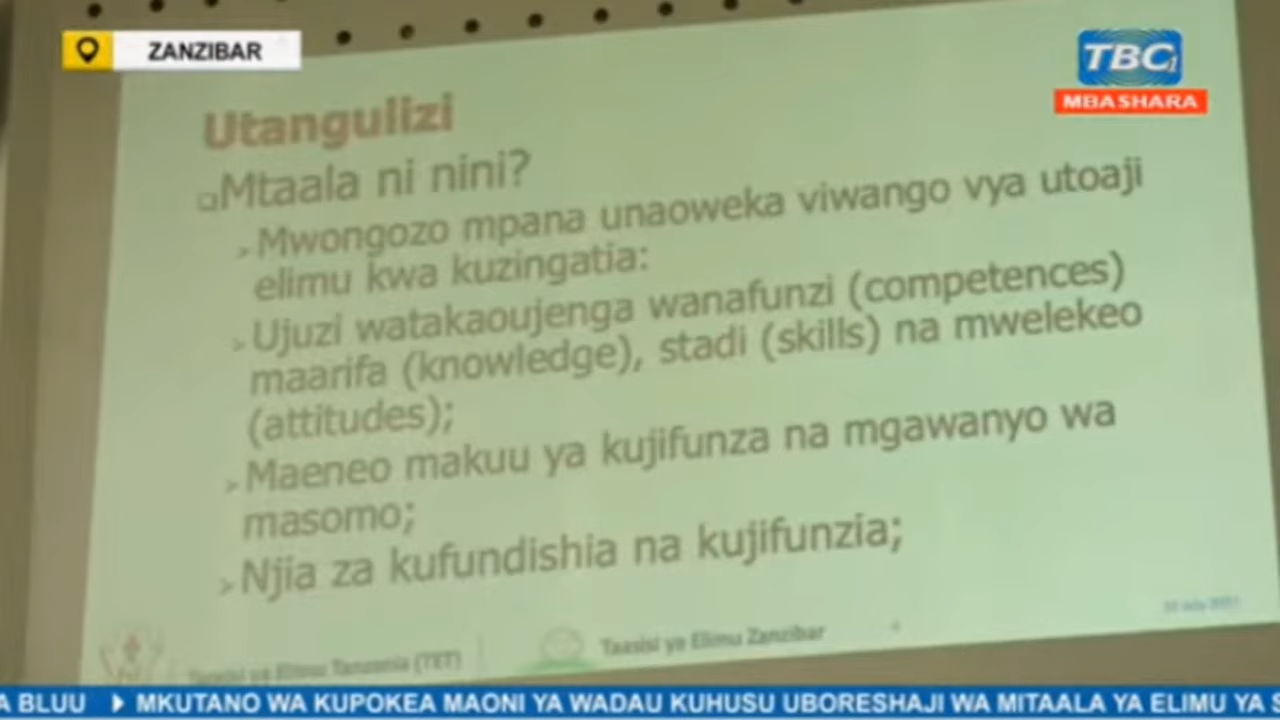 ZANZIBAR
TBC1
MBASHARA
Utangulizi
Mtaala ni nini?
Mwongozo mpana unaoweka viwango vya utoaji
elimu kwa kuzingatia:
Ujuzi watakaoujenga wanafunzi (competences)
maarifa (knowledge), stadi (skills) na mwelekeo
(attitudes);
Maeneo makuu ya kujifunza na mgawanyo wa
masomo;
Njia za kufundishia na kujifunzia;
Taasisi ya Elimu Tanzania (TET)
Taasisi ya Elimu Zanzibar
A BLUU MKUTANO WA KUPOKEA MAONI YA WADAU KUHUSU UBORESHAJI WA MITAALA YA ELIMU YA S